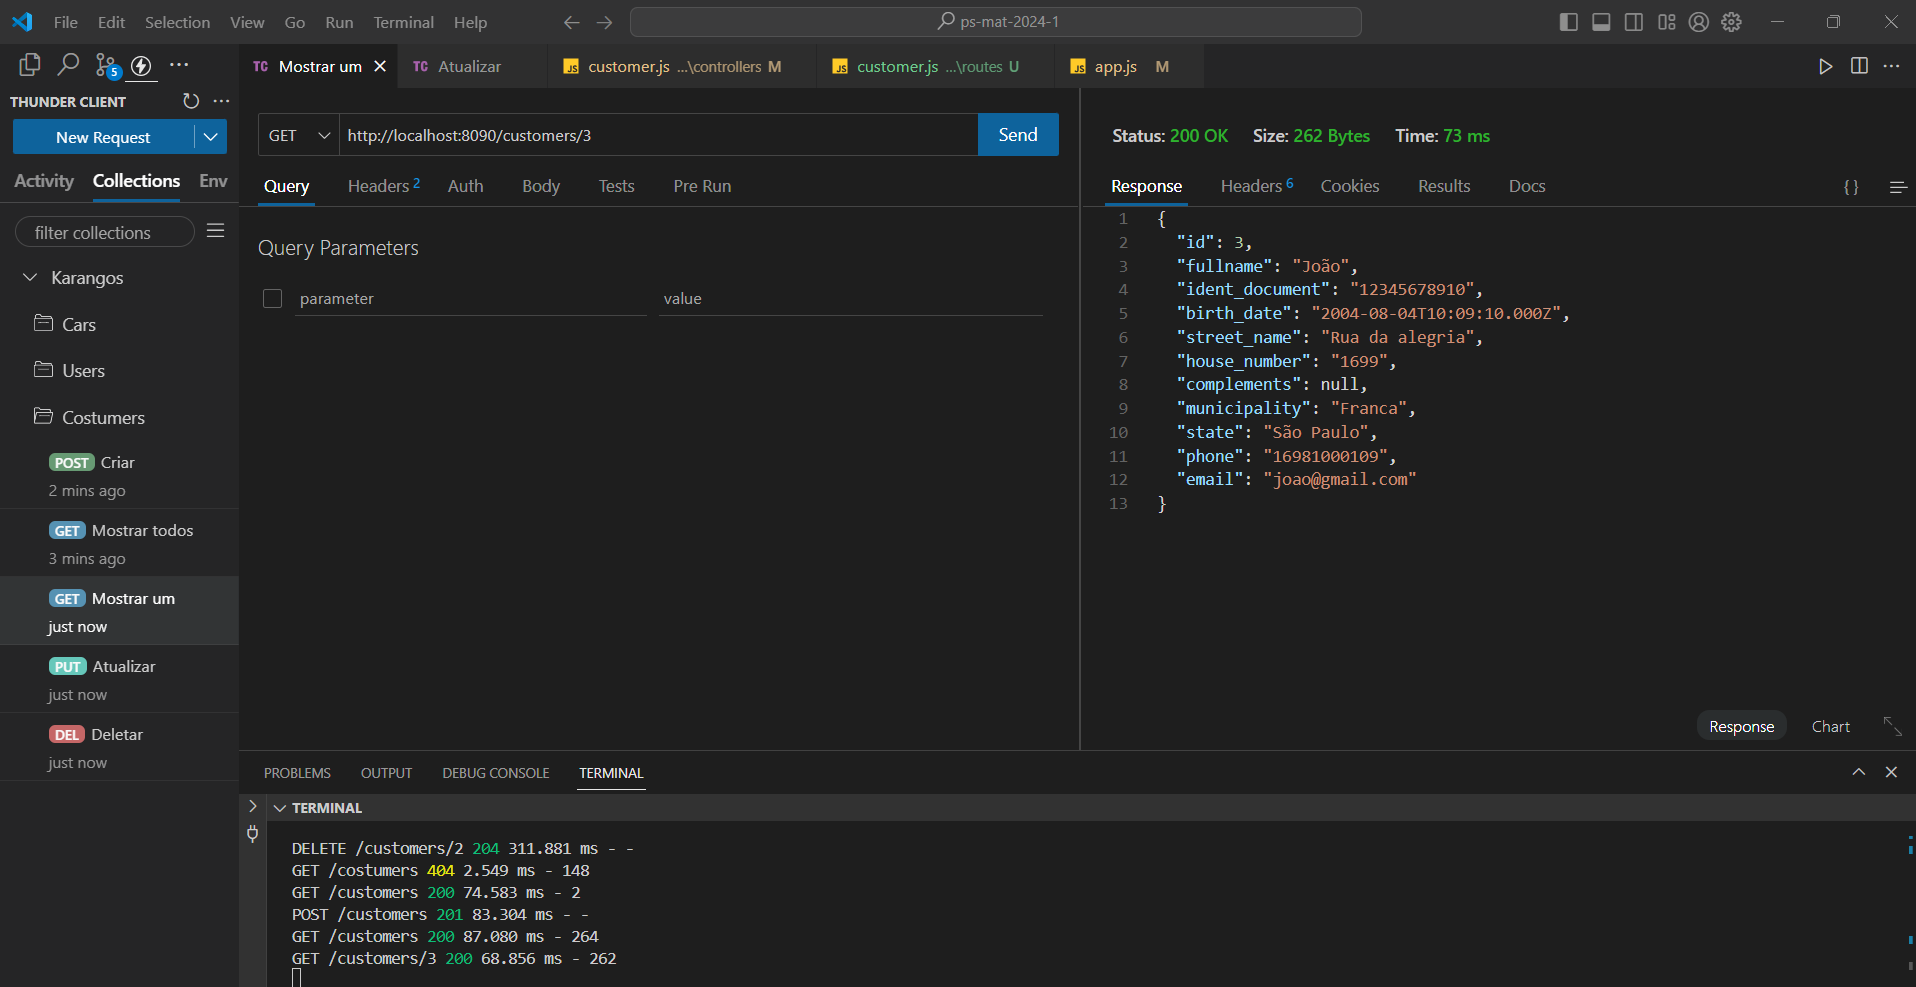 File Edit Selection View Go Run Terminal Help
ps-mat-2024-1
5
TC Mostrar um
TC Atualizar
JS customer.js ...\controllers M
JS customer.js ...\routes U
JS app.js M
THUNDER CLIENT
New Request
Activity Collections Env
filter collections
Karangos
Cars
Users
Costumers
POST Criar
2 mins ago
GET Mostrar todos
3 mins ago
GET Mostrar um
just now
PUT Atualizar
just now
DEL Deletar
just now
GET http://localhost:8090/customers/3 Send
Query Headers 2 Auth Body Tests Pre Run
Query Parameters
parameter value
Status: 200 OK Size: 262 Bytes Time: 73 ms
Response Headers 6 Cookies Results Docs { }
1 {
2 "id": 3,
3 "fullname": "João",
4 "ident_document": "12345678910",
5 "birth_date": "2004-08-04T10:09:10.000Z",
6 "street_name": "Rua da alegria",
7 "house_number": "1699",
8 "complements": null,
9 "municipality": "Franca",
10 "state": "São Paulo",
11 "phone": "16981000109",
12 "email": "joao@gmail.com"
13 }
Response Chart
PROBLEMS OUTPUT DEBUG CONSOLE TERMINAL
TERMINAL
DELETE /customers/2 204 311.881 ms - -
GET /costumers 404 2.549 ms - 148
GET /customers 200 74.583 ms - 2
POST /customers 201 83.304 ms - -
GET /customers 200 87.080 ms - 264
GET /customers/3 200 68.856 ms - 262